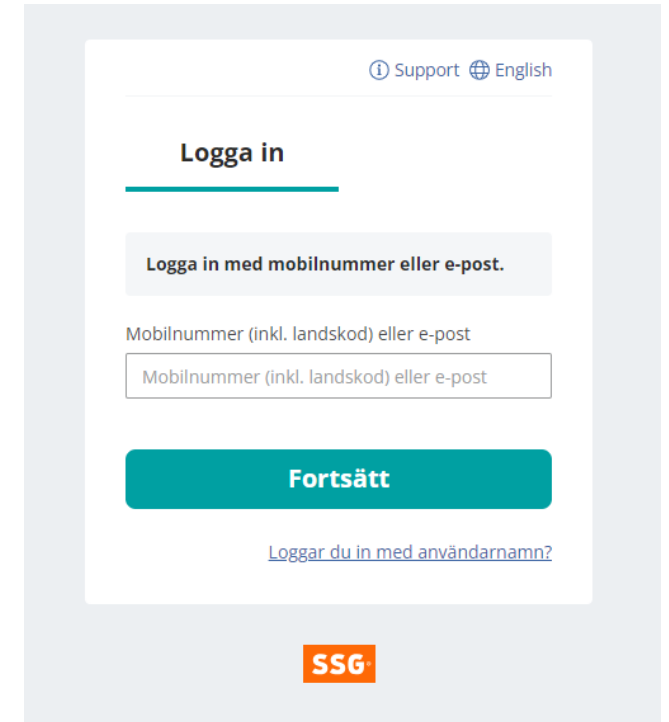 Support English
Logga in
Logga in med mobilnummer eller e-post.
Mobilnummer (inkl. landskod) eller e-post
Mobilnummer (inkl. landskod) eller e-post
Fortsätt
Loggar du in med användarnamn?
SSG